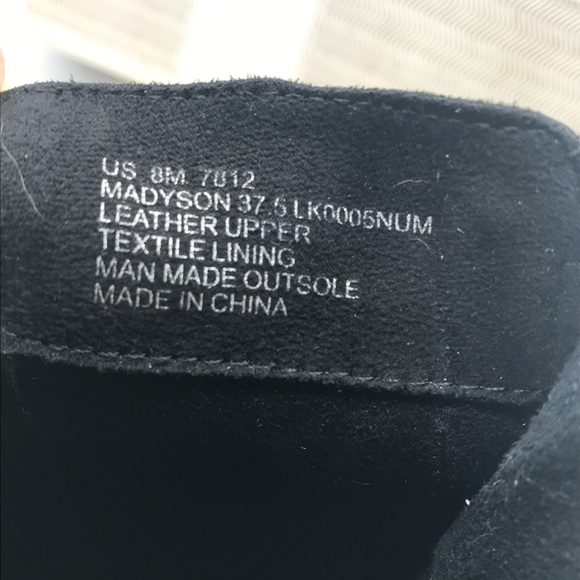 US 8M 7812
MADYSON 37.5 LK0005NUM
LEATHER UPPER
TEXTILE LINING
MAN MADE OUTSOLE
MADE IN CHINA